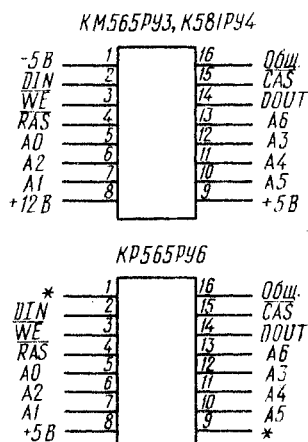 КМ565РУ3, К581РУ4
-5В 1 16 Общ.
DIN 2 15 CAS
WE 3 14 DOUT
RAS 4 13 A6
A0 5 12 A3
A2 6 11 A4
A1 7 10 A5
+12В 8 9 +5В
КР565РУ6
* 1 16 Общ.
DIN 2 15 CAS
WE 3 14 DOUT
RAS 4 13 A6
A0 5 12 A3
A2 6 11 A4
A1 7 10 A5
+5В 8 9 *